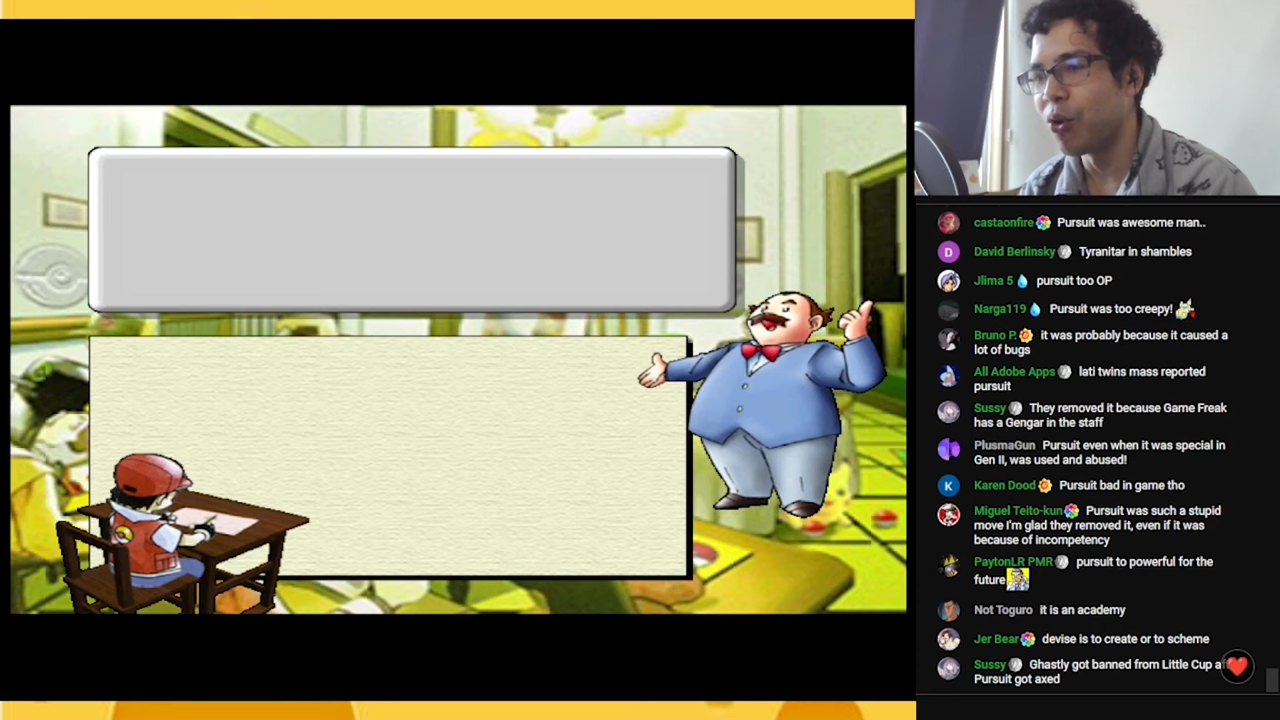 castaonfire Pursuit was awesome man..
D
David Berlinsky Tyranitar in shambles
Jlima 5 pursuit too OP
Narga119 Pursuit was too creepy!
Bruno P. it was probably because it caused a
lot of bugs
All Adobe Apps lati twins mass reported
pursuit
Sussy They removed it because Game Freak
has a Gengar in the staff
PlusmaGun Pursuit even when it was special in
Gen II, was used and abused!
K
Karen Dood Pursuit bad in game tho
Miguel Teito-kun Pursuit was such a stupid
move I'm glad they removed it, even if it was
because of incompetency
PaytonLR PMR pursuit to powerful for the
future
Not Toguro it is an academy
Jer Bear devise is to create or to scheme
Sussy Ghastly got banned from Little Cup
Pursuit got axed